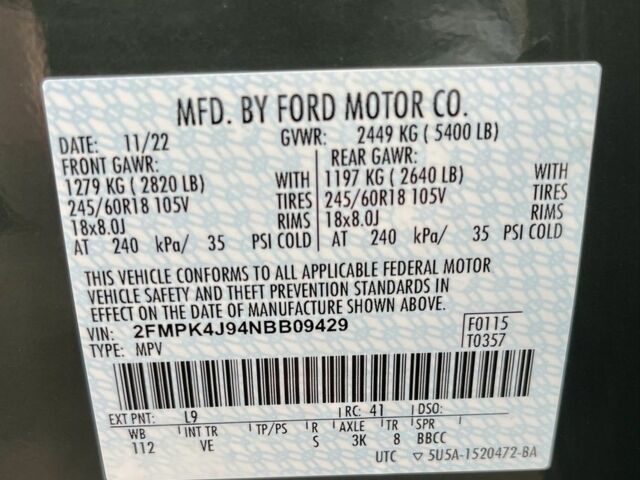 MFD. BY FORD MOTOR CO.
DATE: 11/22 GVWR: 2449 KG ( 5400 LB)
FRONT GAWR: REAR GAWR:
1279 KG ( 2820 LB) WITH 1197 KG ( 2640 LB) WITH
245/60R18 105V TIRES 245/60R18 105V TIRES
18x8.0J RIMS 18x8.0J RIMS
AT 240 kPa/ 35 PSI COLD AT 240 kPa/ 35 PSI COLD
THIS VEHICLE CONFORMS TO ALL APPLICABLE FEDERAL MOTOR
VEHICLE SAFETY AND THEFT PREVENTION STANDARDS IN EFFECT
ON THE DATE OF MANUFACTURE SHOWN ABOVE.
VIN: 2FMPK4J94NBB09429 F0115
TYPE: MPV T0357
EXT PNT: L9 RC: 41 DSO:
WB INT TR TP/PS R AXLE TR SPR
112 VE S 3K 8 BBCC
UTC ▽ 5U5A-1520472-BA